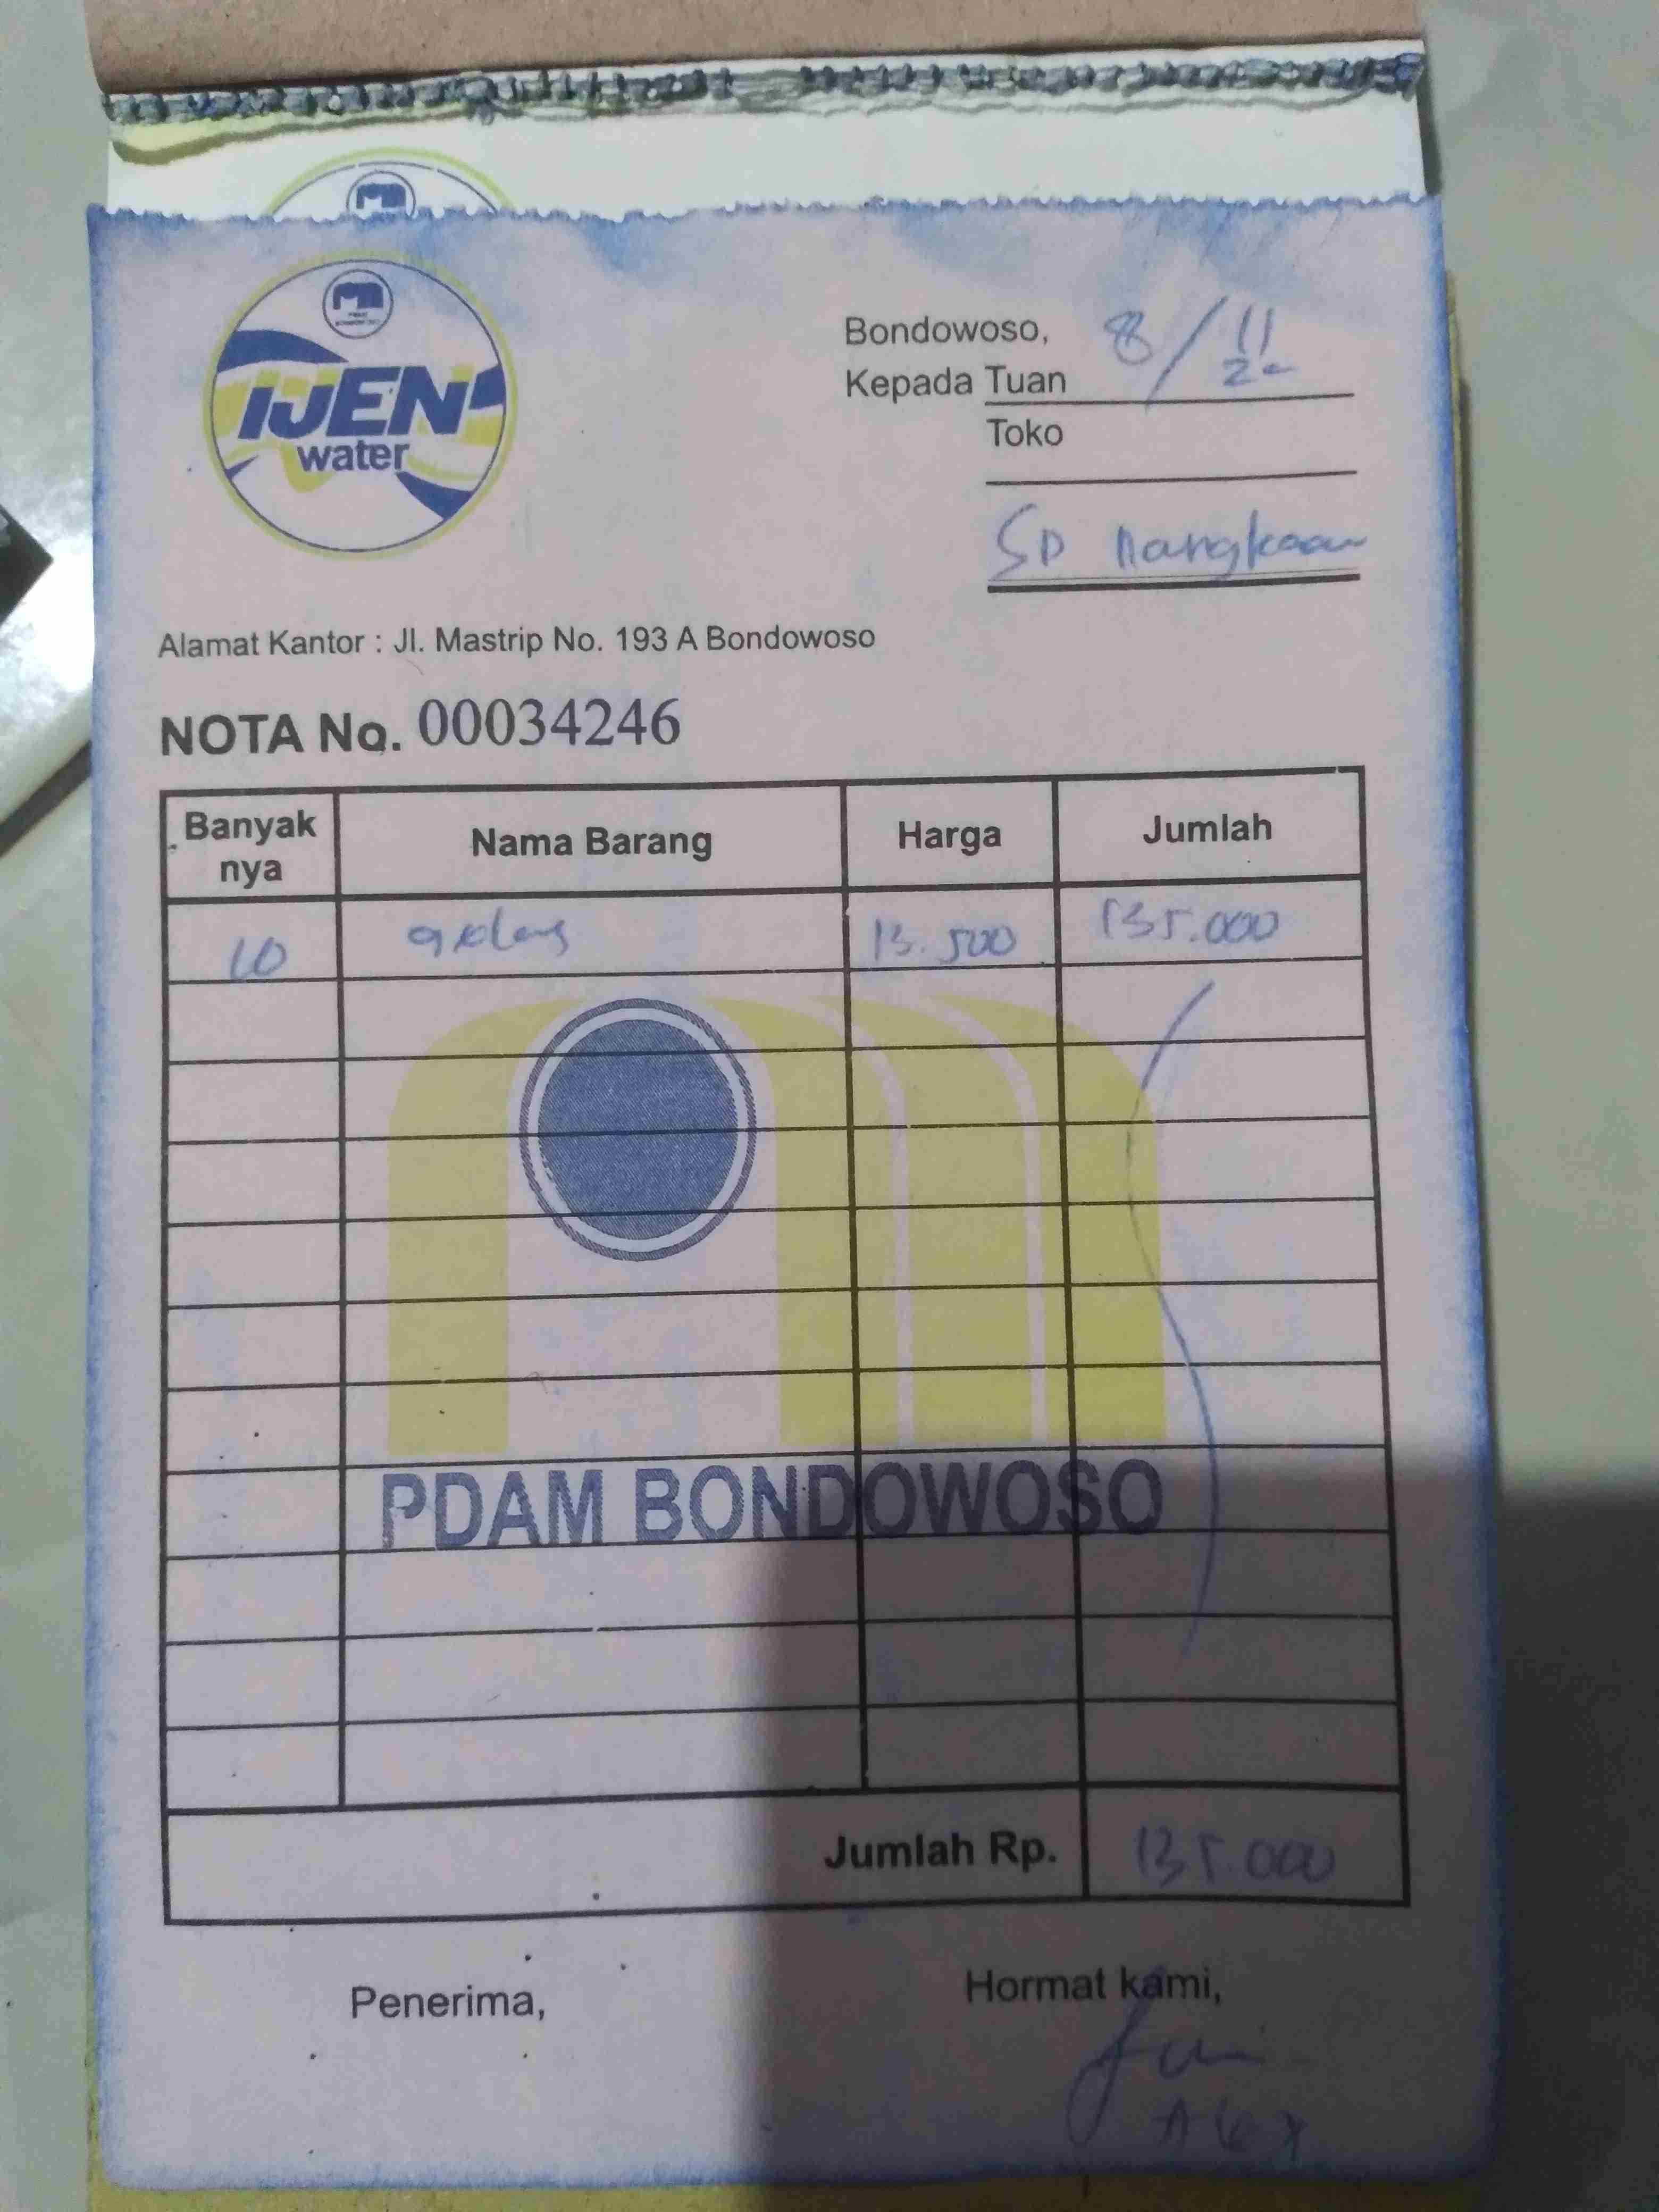 IJEN
water
Bondowoso, 8/11
22
Kepada Tuan
Toko
SD Nangkaan
Alamat Kantor : Jl. Mastrip No. 193 A Bondowoso
NOTA No. 00034246
Banyak nya Nama Barang Harga Jumlah
10 galon 13.500 135.000
PDAM BONDOWOSO
Jumlah Rp. 135.000
Penerima, Hormat kami,